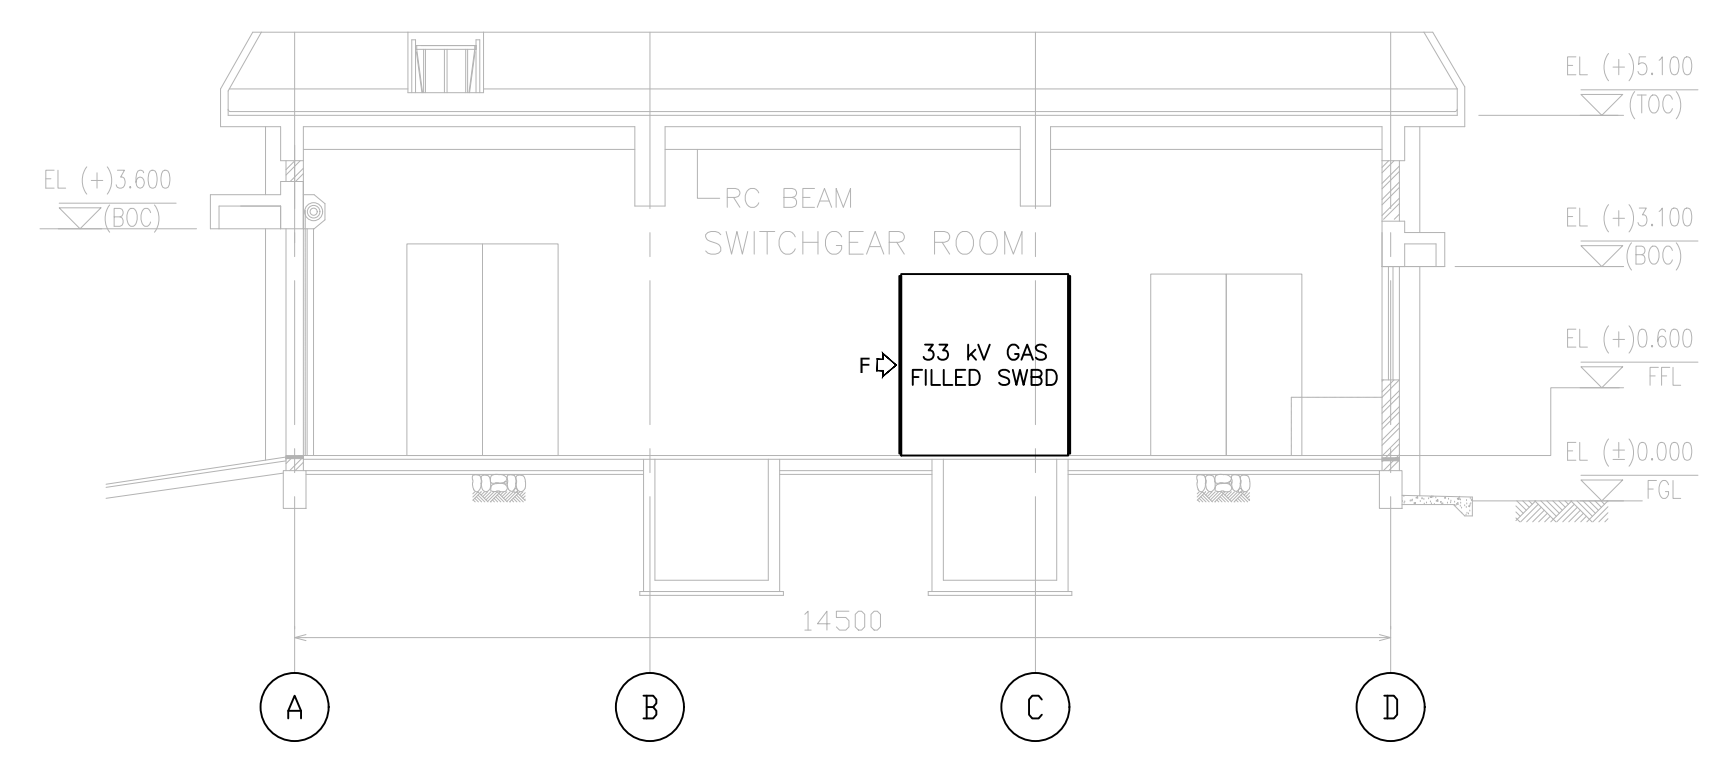 EL (+)5.100
(TOC)
EL (+)3.600
(BOC)
RC BEAM
EL (+)3.100
(BOC)
SWITCHGEAR ROOM
EL (+)0.600
FFL
F
33 kV GAS
FILLED SWBD
EL (±)0.000
FGL
14500
A
B
C
D